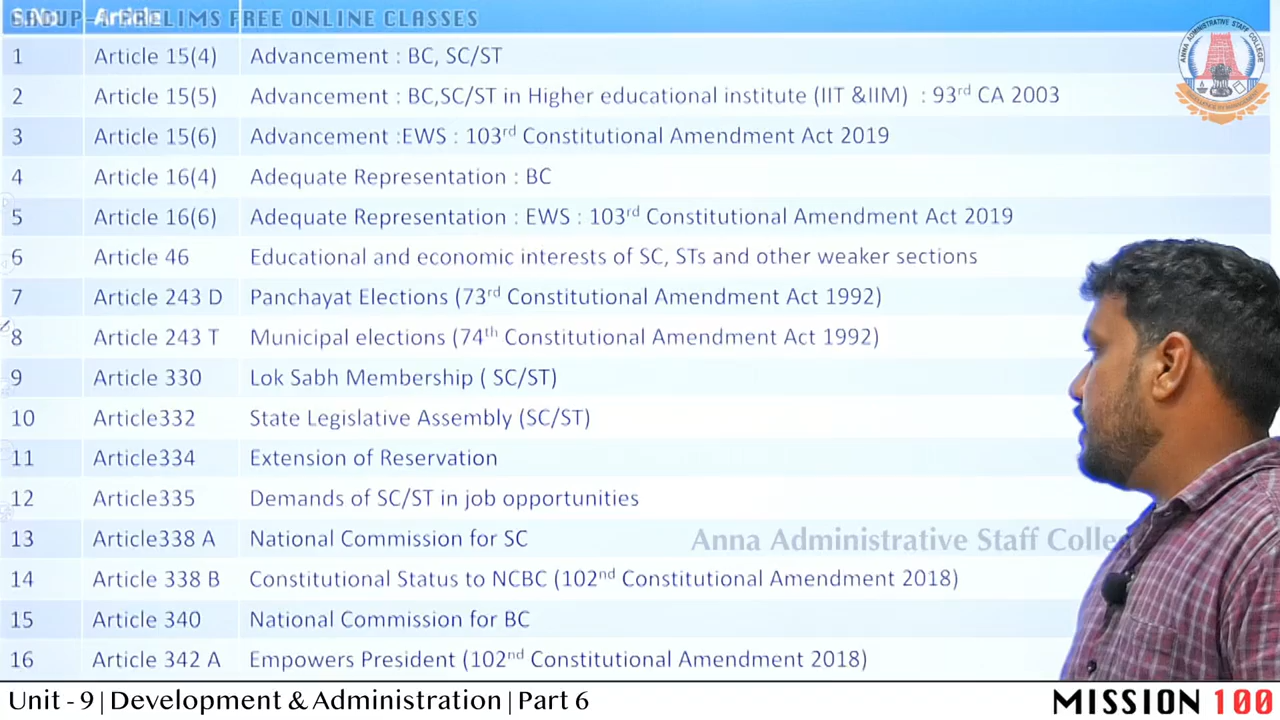 S.No Article
GROUP-4 PRELIMS FREE ONLINE CLASSES
ANNA ADMINISTRATIVE STAFF COLLEGE
1 Article 15(4) Advancement : BC, SC/ST
2 Article 15(5) Advancement : BC,SC/ST in Higher educational institute (IIT &IIM) : 93rd CA 2003
3 Article 15(6) Advancement :EWS : 103rd Constitutional Amendment Act 2019
4 Article 16(4) Adequate Representation : BC
5 Article 16(6) Adequate Representation : EWS : 103rd Constitutional Amendment Act 2019
6 Article 46 Educational and economic interests of SC, STs and other weaker sections
7 Article 243 D Panchayat Elections (73rd Constitutional Amendment Act 1992)
8 Article 243 T Municipal elections (74th Constitutional Amendment Act 1992)
9 Article 330 Lok Sabh Membership ( SC/ST)
10 Article332 State Legislative Assembly (SC/ST)
11 Article334 Extension of Reservation
12 Article335 Demands of SC/ST in job opportunities
13 Article338 A National Commission for SC
Anna Administrative Staff Colle
14 Article 338 B Constitutional Status to NCBC (102nd Constitutional Amendment 2018)
15 Article 340 National Commission for BC
16 Article 342 A Empowers President (102nd Constitutional Amendment 2018)
Unit - 9 | Development & Administration | Part 6
MISSION 100